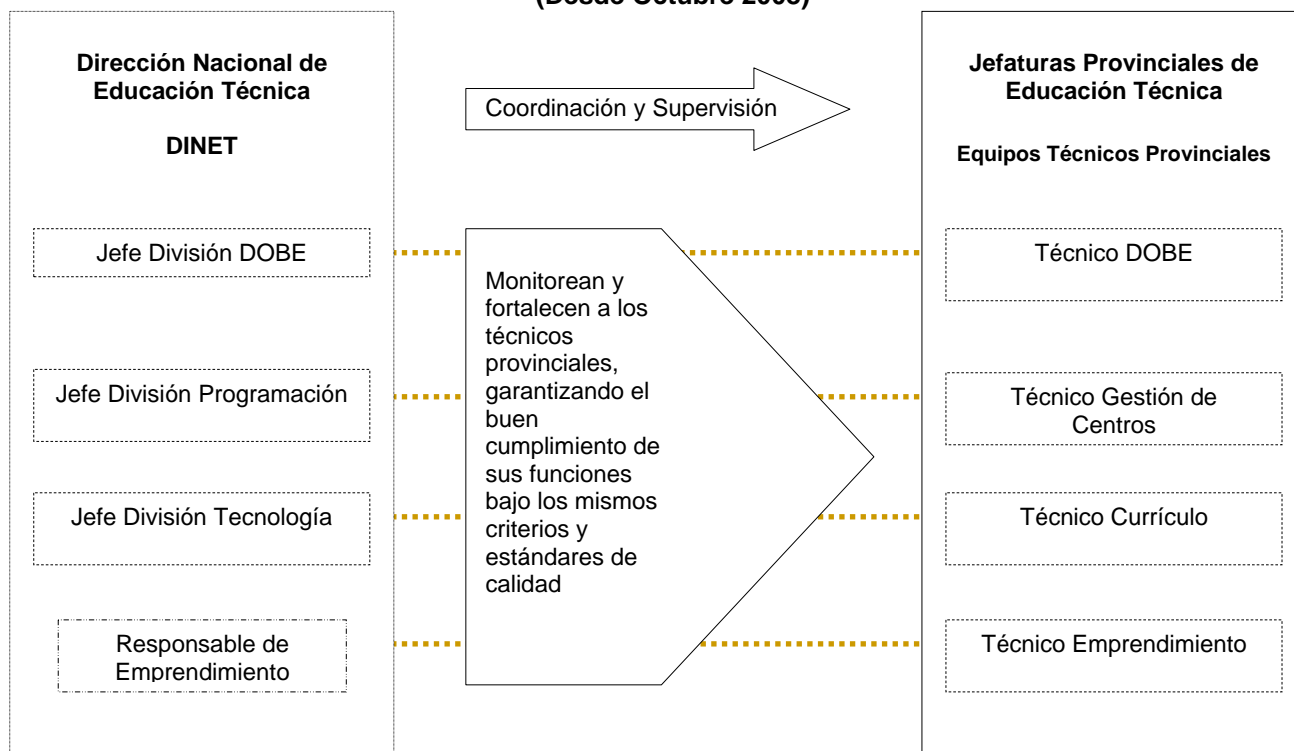 Dirección Nacional de
Educación Técnica
DINET
Jefe División DOBE
Jefe División Programación
Jefe División Tecnología
Responsable de
Emprendimiento
Coordinación y Supervisión
Monitorean y
fortalecen a los
técnicos
provinciales,
garantizando el
buen
cumplimiento de
sus funciones
bajo los mismos
criterios y
estándares de
calidad
Jefaturas Provinciales de
Educación Técnica
Equipos Técnicos Provinciales
Técnico DOBE
Técnico Gestión de
Centros
Técnico Currículo
Técnico Emprendimiento